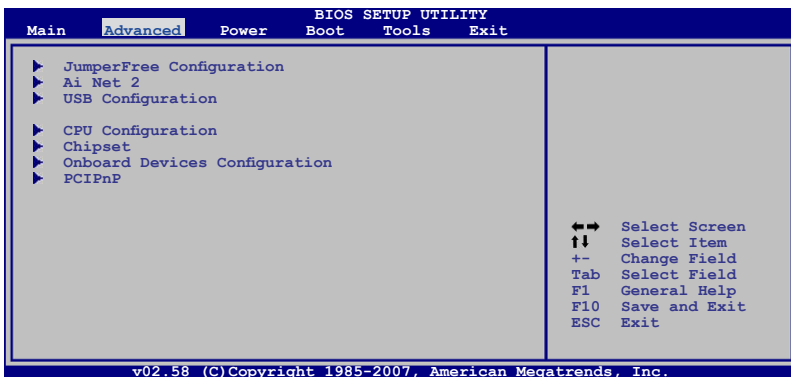 BIOS SETUP UTILITY
Main Advanced Power Boot Tools Exit
JumperFree Configuration
Ai Net 2
USB Configuration
CPU Configuration
Chipset
Onboard Devices Configuration
PCIPnP
←→ Select Screen
↑↓ Select Item
+- Change Field
Tab Select Field
F1 General Help
F10 Save and Exit
ESC Exit
v02.58 (C)Copyright 1985-2007, American Megatrends, Inc.